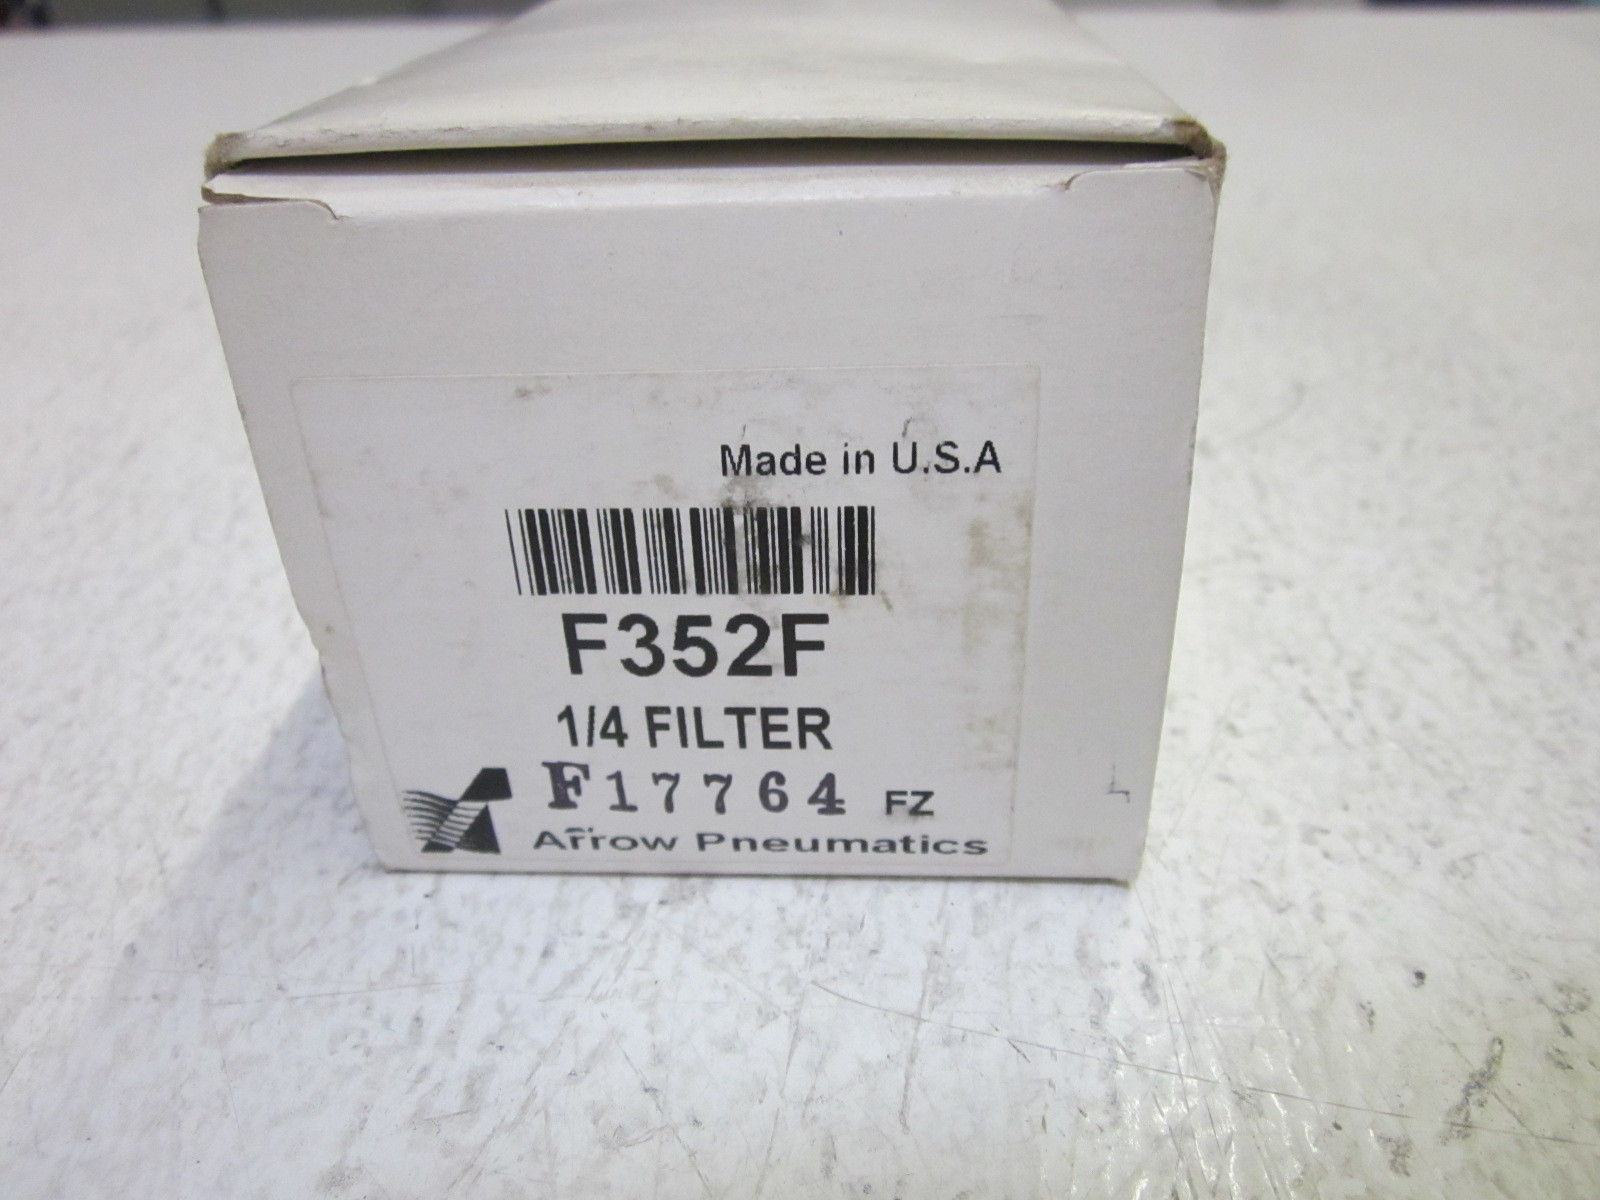 Made in U.S.A
F352F
1/4 FILTER
F17764 FZ
Arrow Pneumatics